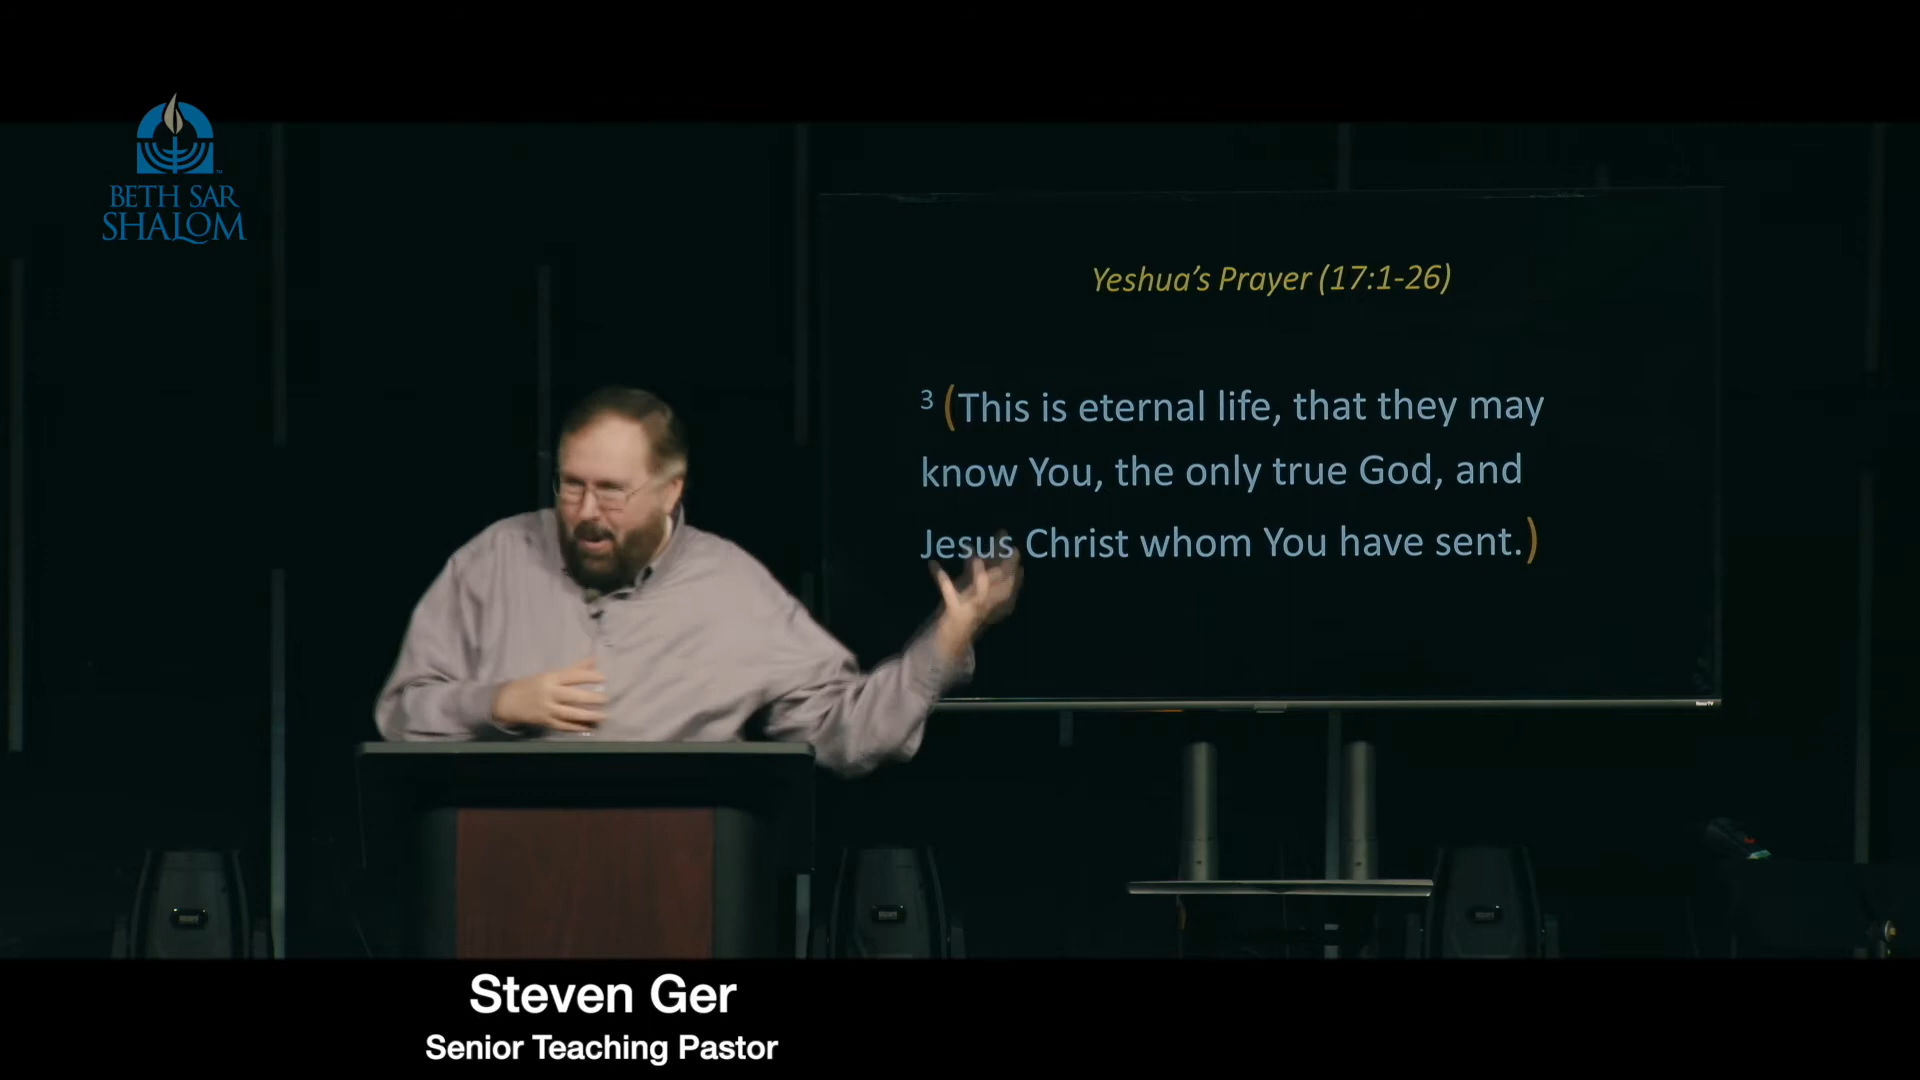 BETH SAR
SHALOM
Yeshua's Prayer (17:1-26)
3 (This is eternal life, that they may
know You, the only true God, and
Jesus Christ whom You have sent.)
Steven Ger
Senior Teaching Pastor